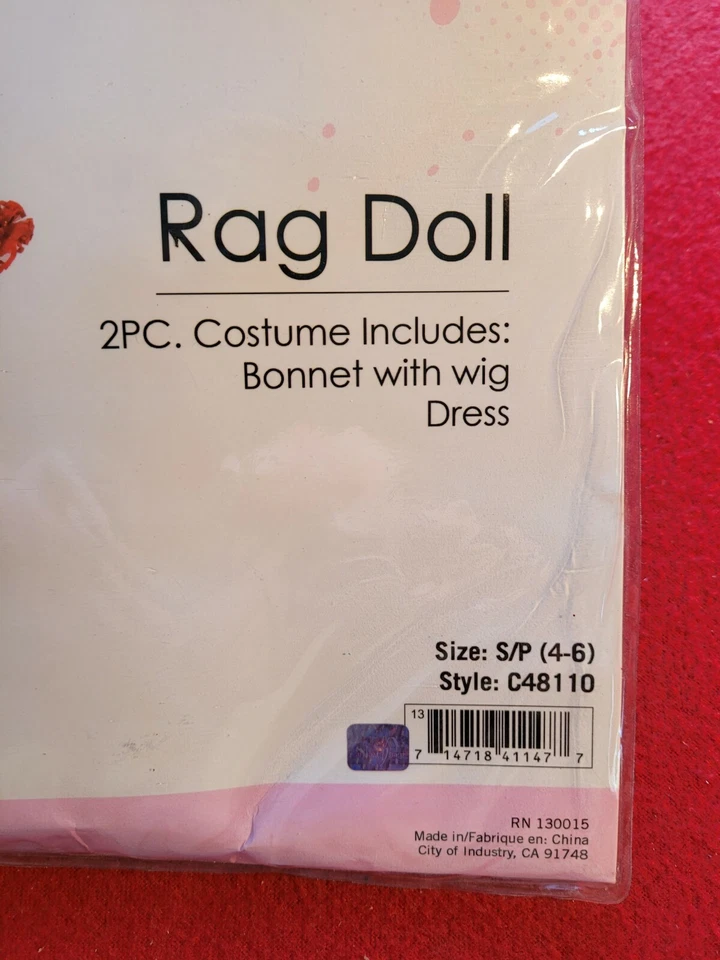 Rag Doll
2PC. Costume Includes:
Bonnet with wig
Dress
Size: S/P (4-6)
Style: C48110
13
7 14718 41147 7
RN 130015
Made in/Fabrique en: China
City of Industry, CA 91748